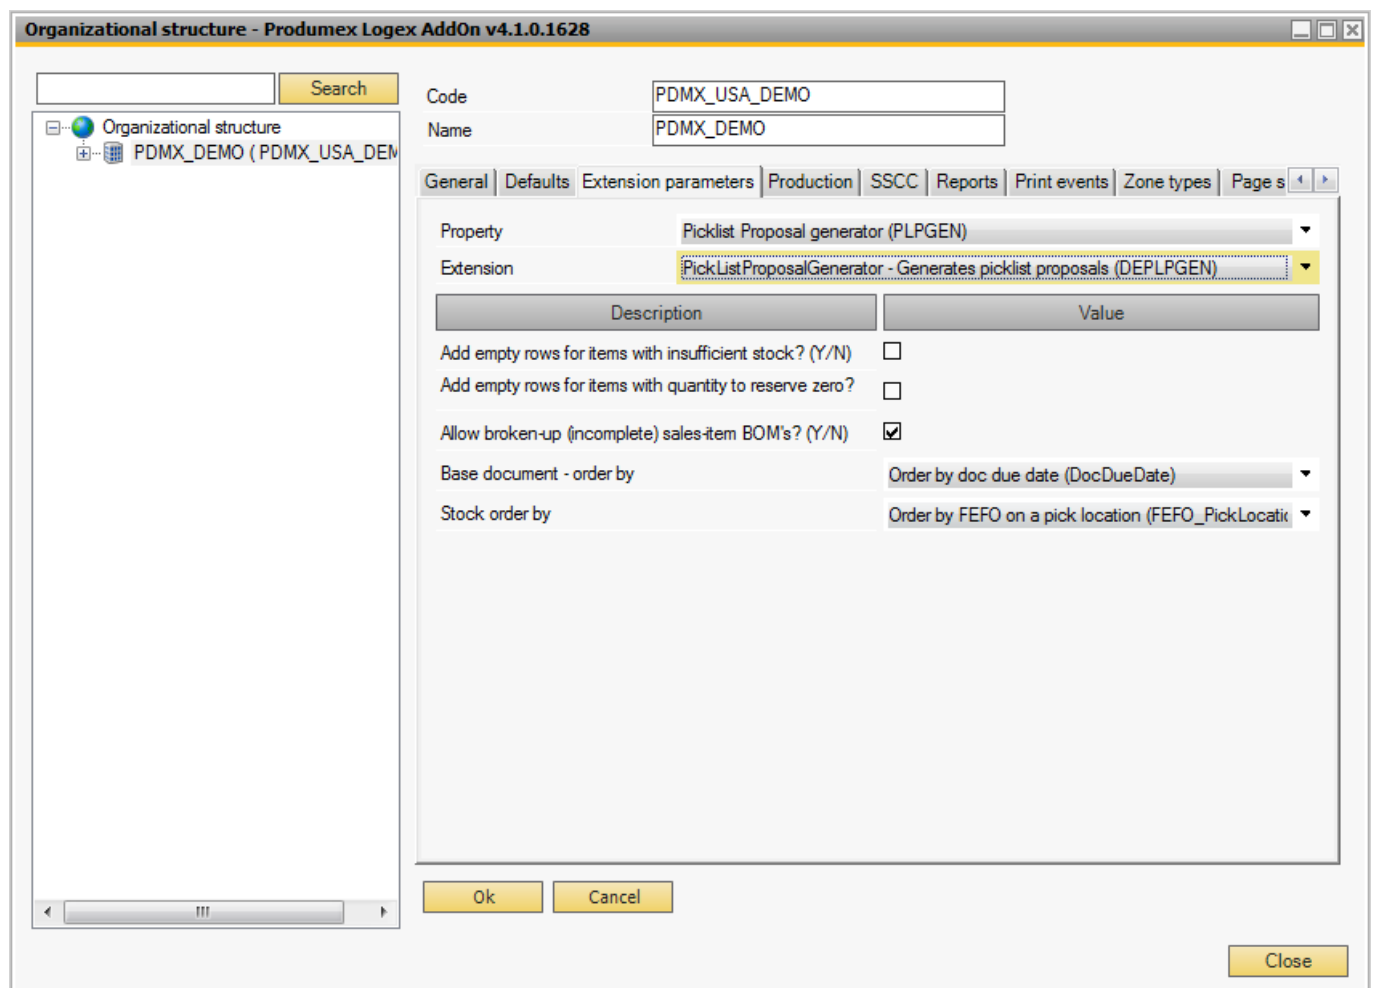 Organizational structure - Produmex Logex AddOn v4.1.0.1628
Search
Organizational structure
PDMX_DEMO ( PDMX_USA_DEM
Code PDMX_USA_DEMO
Name PDMX_DEMO
General Defaults Extension parameters Production SSCC Reports Print events Zone types Page s
Property Picklist Proposal generator (PLPGEN)
Extension PickListProposalGenerator - Generates picklist proposals (DEPLPGEN)
Description Value
Add empty rows for items with insufficient stock? (Y/N)
Add empty rows for items with quantity to reserve zero?
Allow broken-up (incomplete) sales-item BOM's? (Y/N)
Base document - order by Order by doc due date (DocDueDate)
Stock order by Order by FEFO on a pick location (FEFO_PickLocatio
Ok Cancel
Close